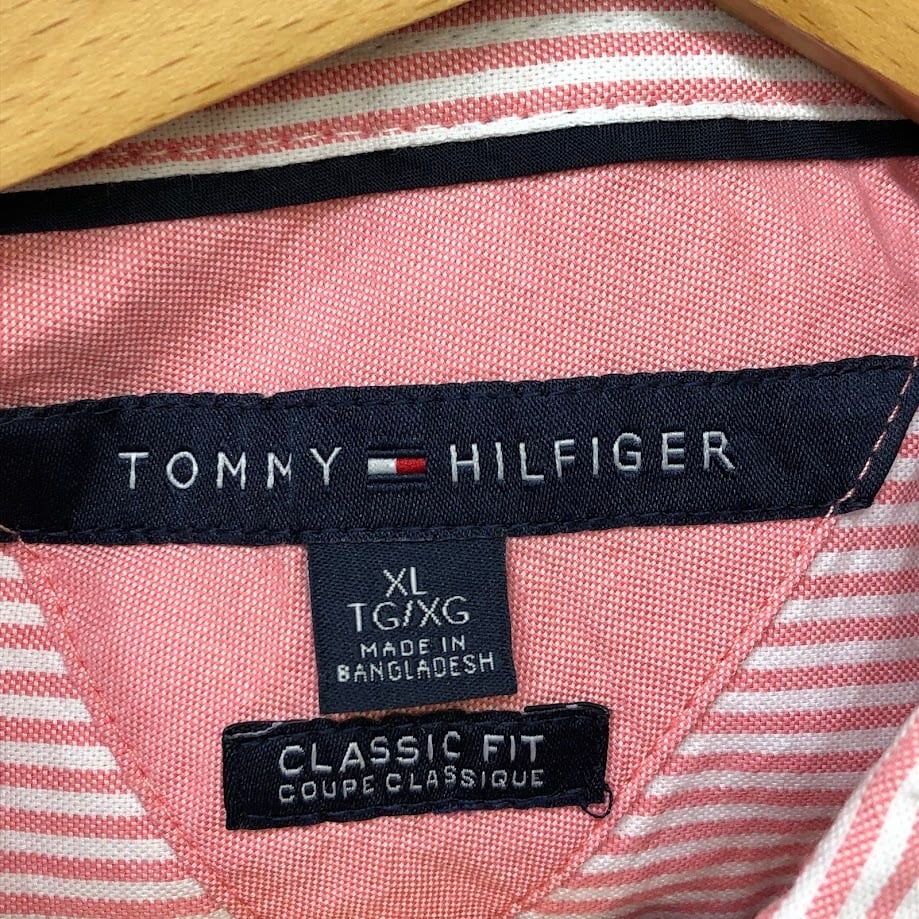 TOMMY HILFIGER
XL
TG/XG
MADE IN
BANGLADESH
CLASSIC FIT
COUPE CLASSIQUE